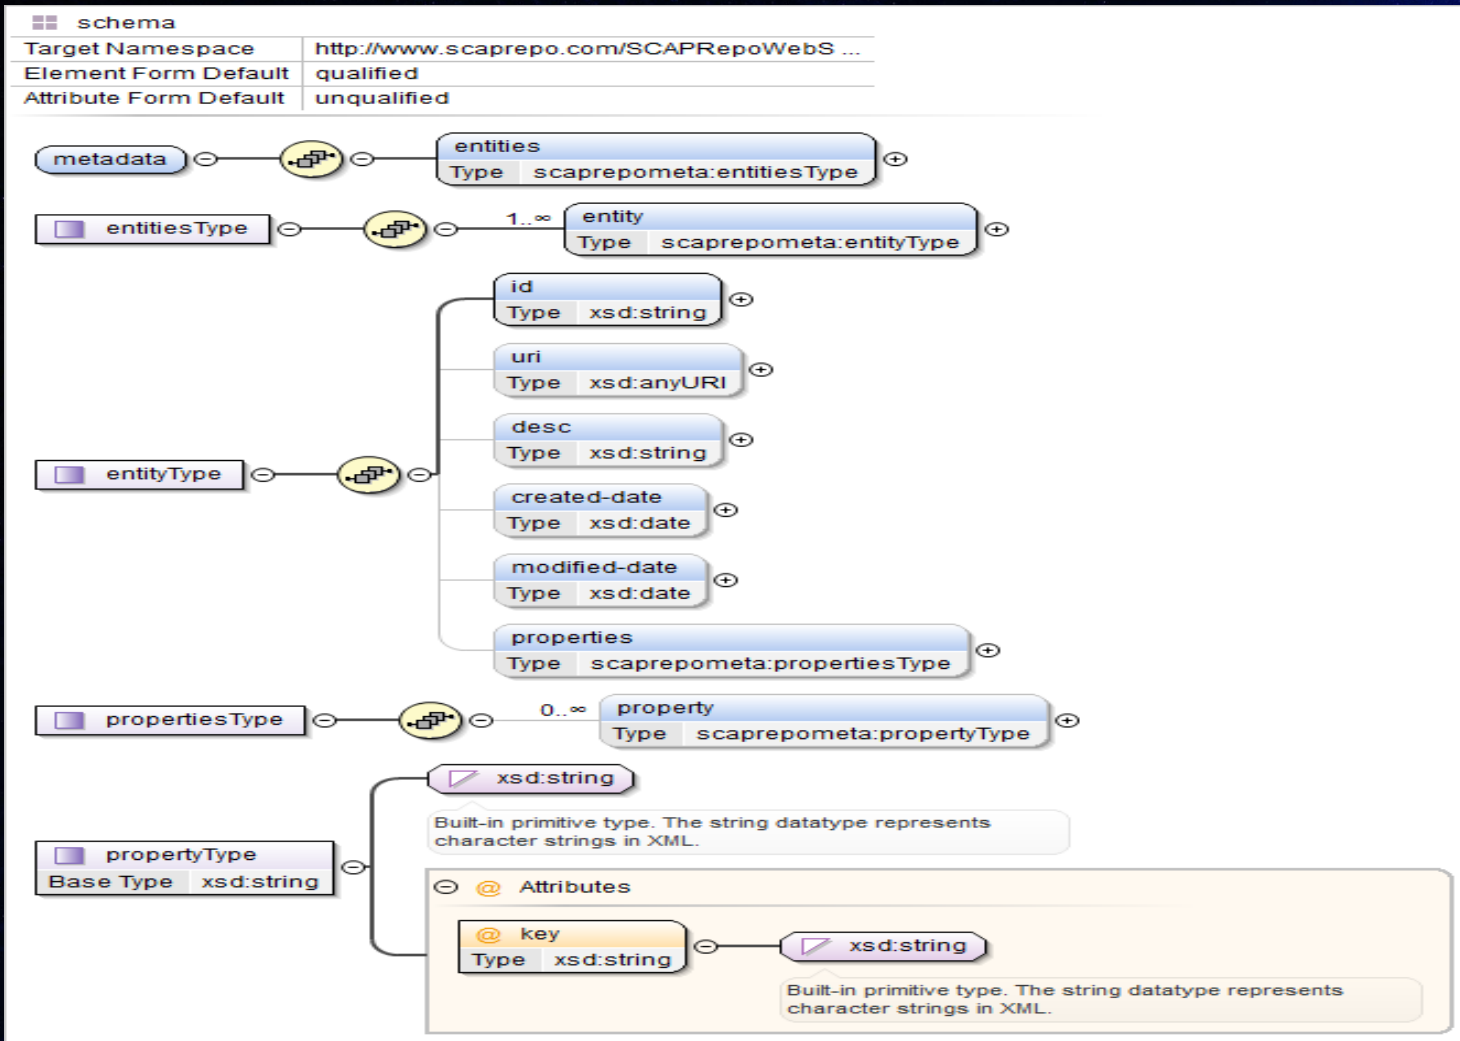 schema
Target Namespace http://www.scaprepo.com/SCAPRepoWebS ...
Element Form Default qualified
Attribute Form Default unqualified
metadata
entities
Type scaprepometa:entitiesType
entitiesType
1..∞
entity
Type scaprepometa:entityType
entityType
id
Type xsd:string
uri
Type xsd:anyURI
desc
Type xsd:string
created-date
Type xsd:date
modified-date
Type xsd:date
properties
Type scaprepometa:propertiesType
propertiesType
0..∞
property
Type scaprepometa:propertyType
propertyType
Base Type xsd:string
xsd:string
Built-in primitive type. The string datatype represents
character strings in XML.
@ Attributes
@ key
Type xsd:string
xsd:string
Built-in primitive type. The string datatype represents
character strings in XML.